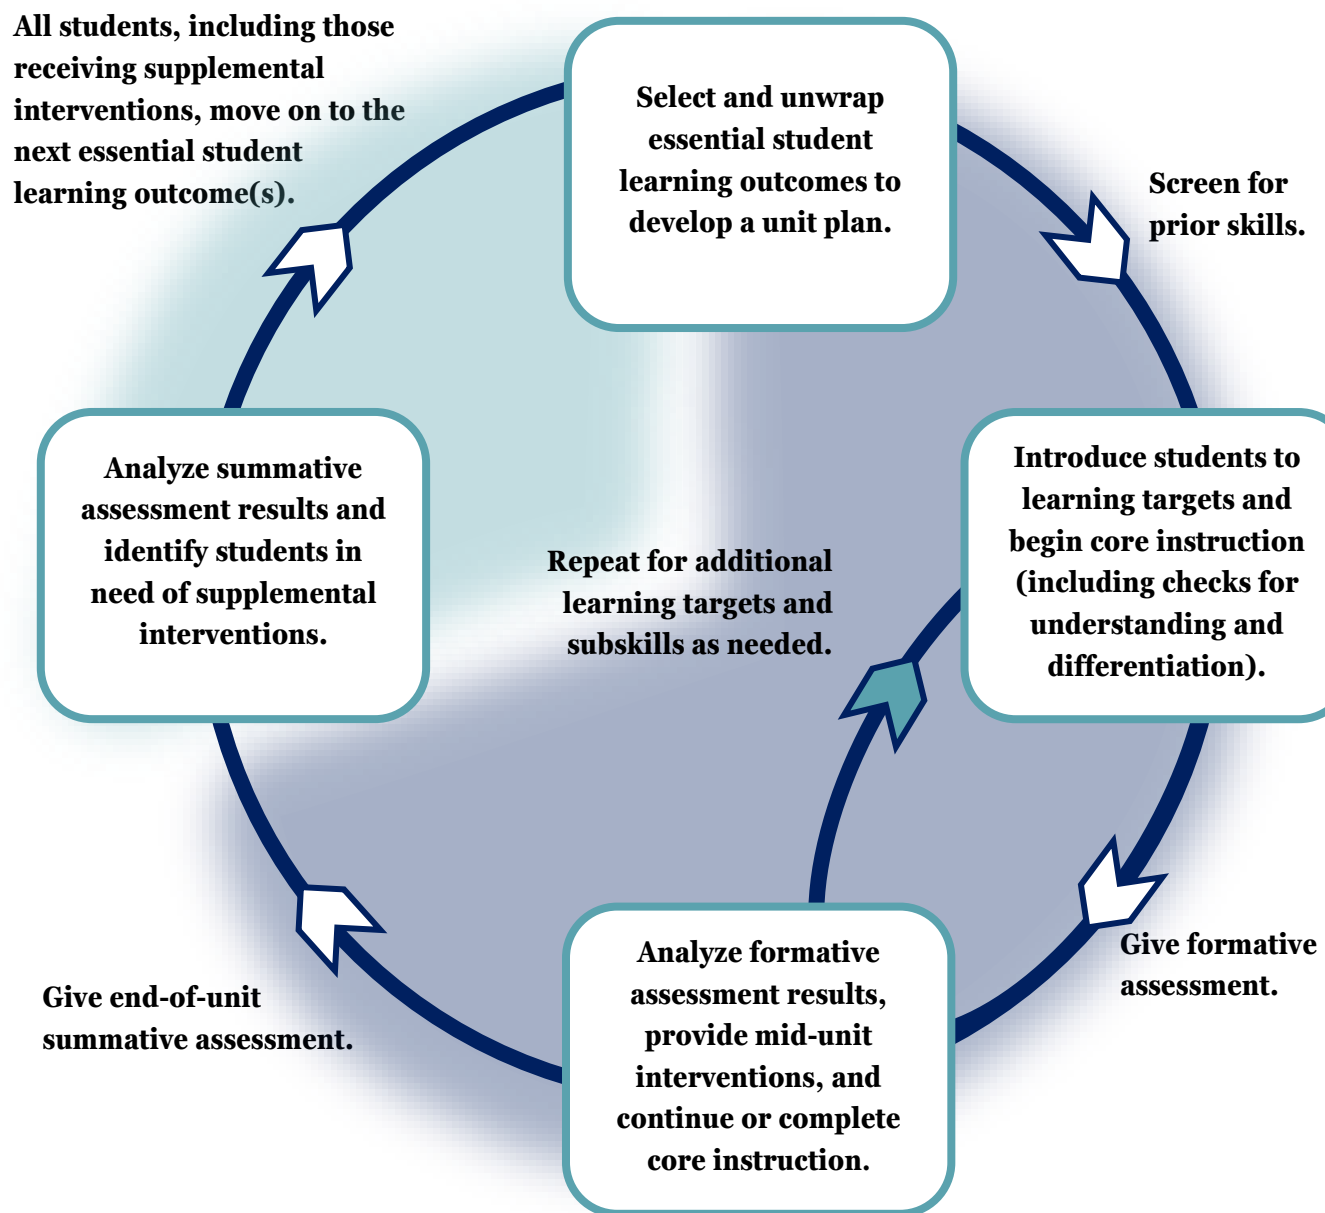 All students, including those
receiving supplemental
interventions, move on to the
next essential student
learning outcome(s).
Select and unwrap
essential student
learning outcomes to
develop a unit plan.
Screen for
prior skills.
Introduce students to
learning targets and
begin core instruction
(including checks for
understanding and
differentiation).
Give formative
assessment.
Analyze formative
assessment results,
provide mid-unit
interventions, and
continue or complete
core instruction.
Repeat for additional
learning targets and
subskills as needed.
Give end-of-unit
summative assessment.
Analyze summative
assessment results and
identify students in
need of supplemental
interventions.